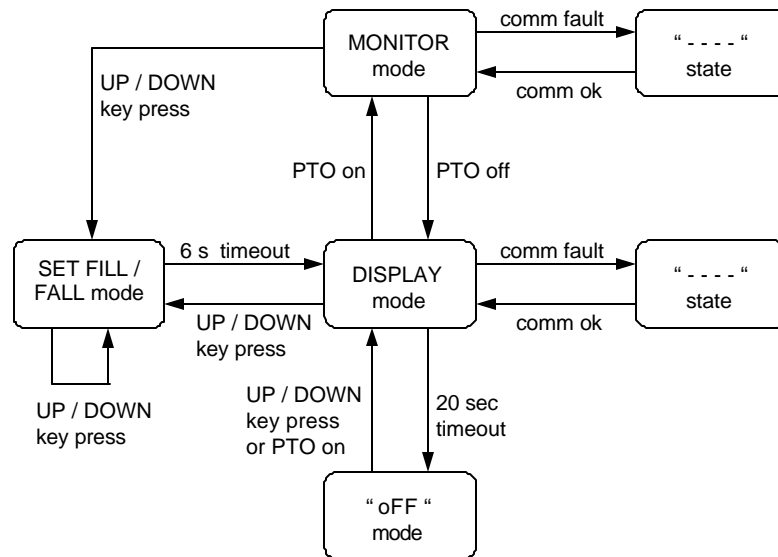 MONITOR
mode
comm fault
“ - - - - “
state
comm ok
UP / DOWN
key press
PTO on
PTO off
SET FILL /
FALL mode
6 s timeout
DISPLAY
mode
comm fault
“ - - - - “
state
comm ok
UP / DOWN
key press
UP / DOWN
key press
UP / DOWN
key press
or PTO on
20 sec
timeout
“ oFF “
mode